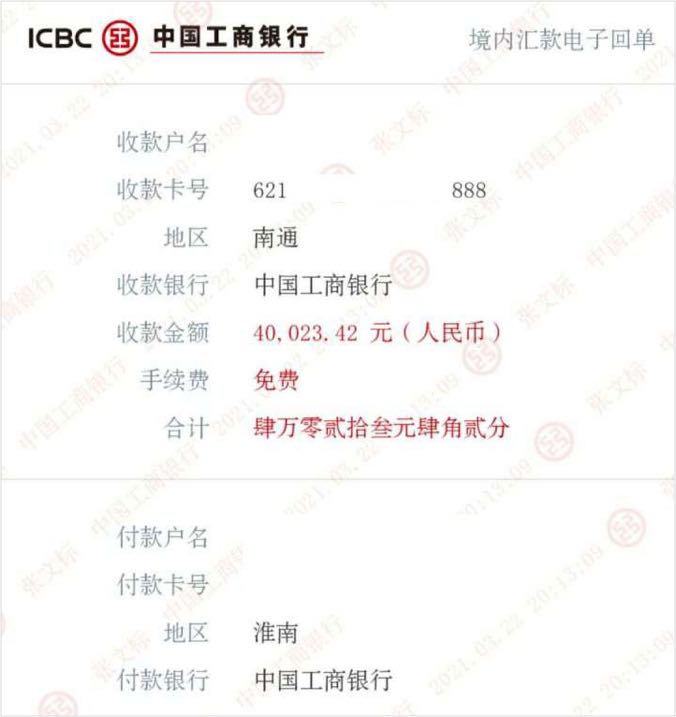 ICBC 中国工商银行 境内汇款电子回单
收款户名
收款卡号 621 888
地区 南通
收款银行 中国工商银行
收款金额 40,023.42 元（人民币）
手续费 免费
合计 肆万零贰拾叁元肆角贰分
付款户名
付款卡号
地区 淮南
付款银行 中国工商银行
张文标 中国工商银行 2021.03.22 20:13:09